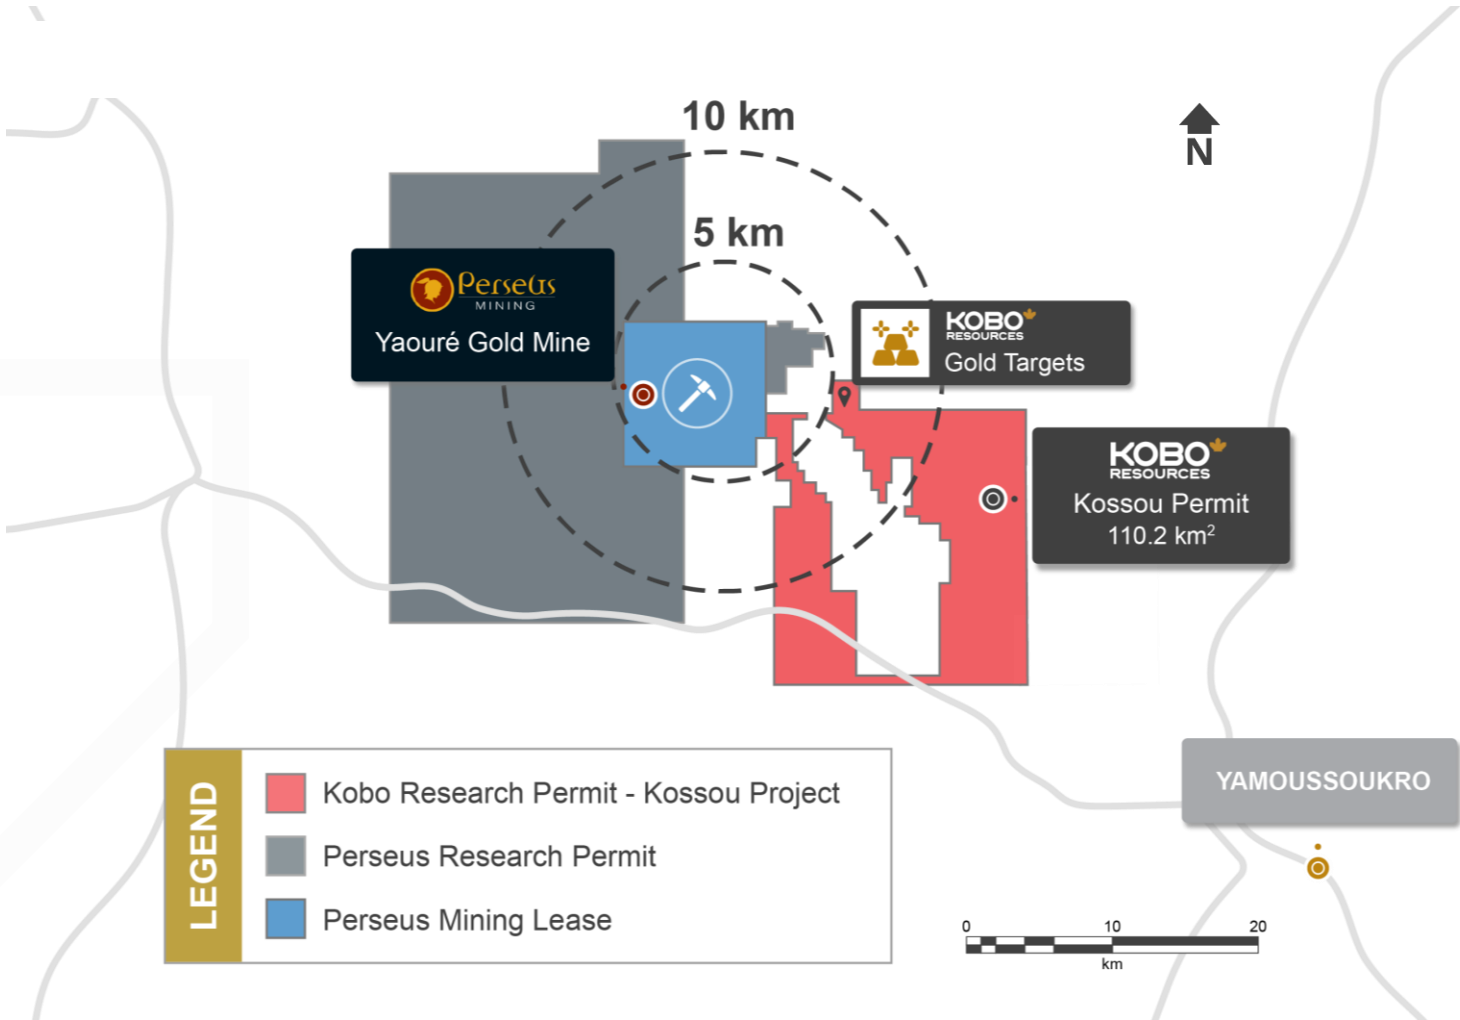 10 km
N
5 km
Perseus
MINING
Yaouré Gold Mine
KOBO
RESOURCES
Gold Targets
KOBO
RESOURCES
Kossou Permit
110.2 km²
YAMOUSSOUKRO
LEGEND
Kobo Research Permit - Kossou Project
Perseus Research Permit
Perseus Mining Lease
0 10 20
km